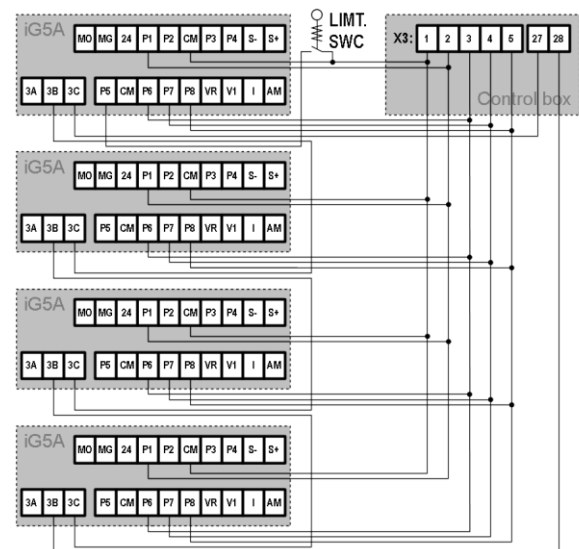 iG5A
MO MG 24 P1 P2 CM P3 P4 S- S+
3A 3B 3C P5 CM P6 P7 P8 VR V1 I AM
LIMT.
SWC
X3: 1 2 3 4 5 27 28
Control box
iG5A
MO MG 24 P1 P2 CM P3 P4 S- S+
3A 3B 3C P5 CM P6 P7 P8 VR V1 I AM
iG5A
MO MG 24 P1 P2 CM P3 P4 S- S+
3A 3B 3C P5 CM P6 P7 P8 VR V1 I AM
iG5A
MO MG 24 P1 P2 CM P3 P4 S- S+
3A 3B 3C P5 CM P6 P7 P8 VR V1 I AM